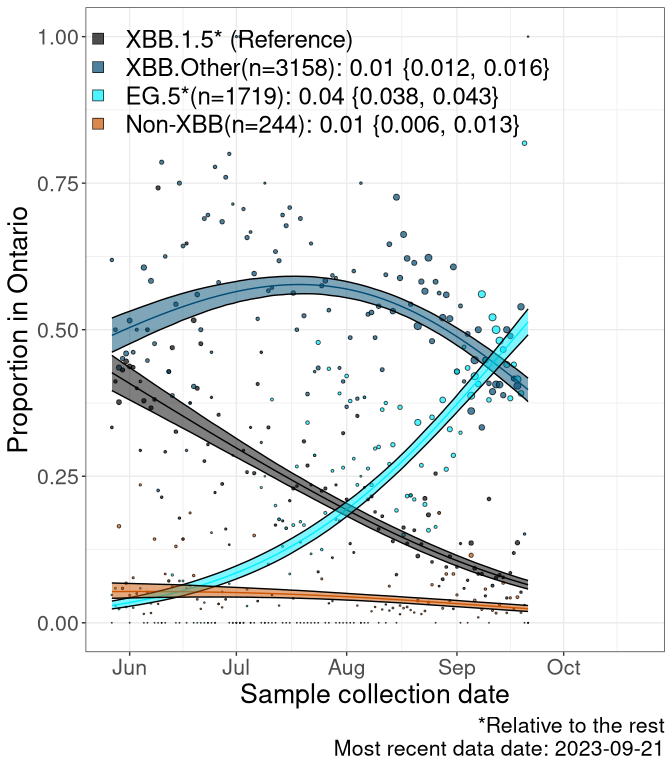 XBB.1.5* (Reference)
XBB.Other(n=3158): 0.01 {0.012, 0.016}
EG.5*(n=1719): 0.04 {0.038, 0.043}
Non-XBB(n=244): 0.01 {0.006, 0.013}
1.00
0.75
0.50
0.25
0.00
Proportion in Ontario
Jun Jul Aug Sep Oct
Sample collection date
*Relative to the rest
Most recent data date: 2023-09-21